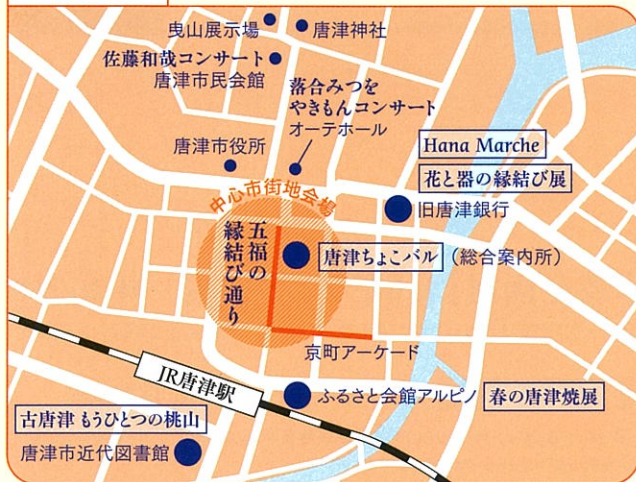 曳山展示場
唐津神社
佐藤和哉コンサート
唐津市民会館
落合みつを
やきもんコンサート
オーテホール
唐津市役所
Hana Marche
花と器の縁結び展
旧唐津銀行
中心市街地会場
五福の
縁結び通り
唐津ちょこバル（総合案内所）
京町アーケード
JR唐津駅
ふるさと会館アルピノ 春の唐津焼展
古唐津 もうひとつの桃山
唐津市近代図書館